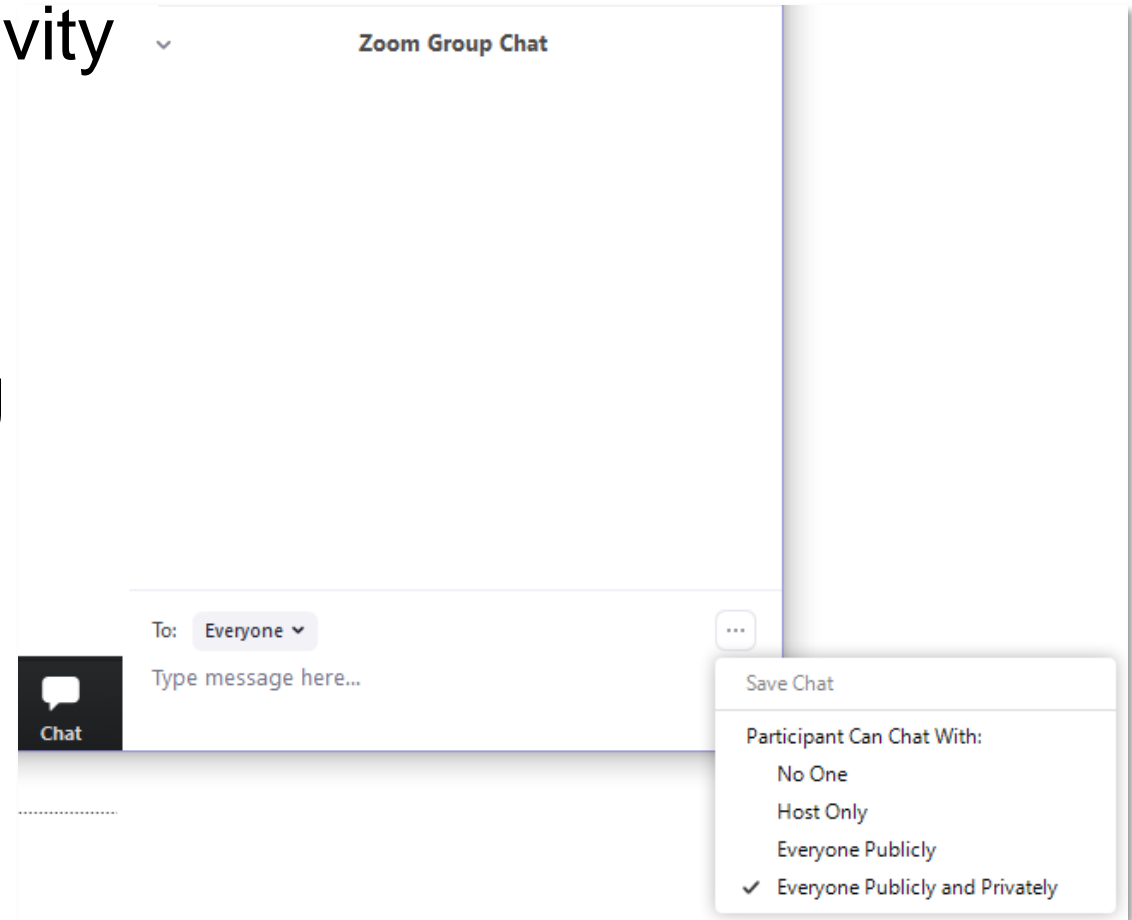 vity
Zoom Group Chat
g
To: Everyone
Type message here...
Chat
Save Chat
Participant Can Chat With:
No One
Host Only
Everyone Publicly
✓ Everyone Publicly and Privately